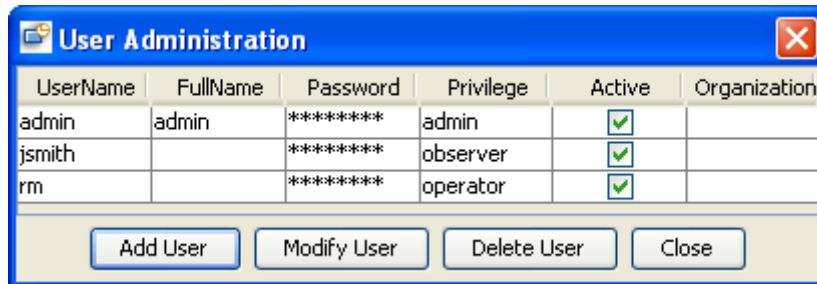 User Administration
UserName FullName Password Privilege Active Organization
admin admin ******** admin
jsmith ******** observer
rm ******** operator
Add User Modify User Delete User Close